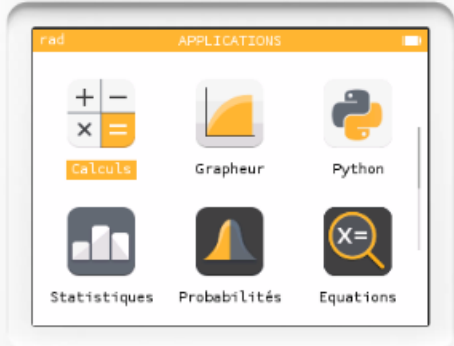 rad APPLICATIONS
+ −
× =
Calculs Grapheur Python
X=
Statistiques Probabilités Equations